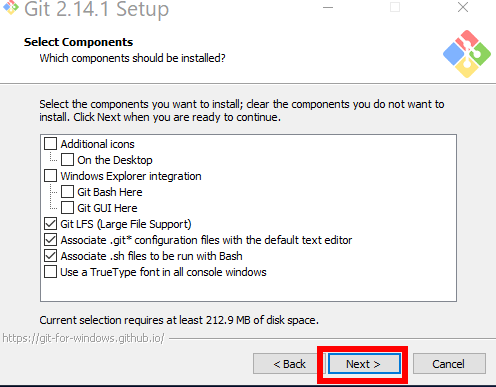 Git 2.14.1 Setup
Select Components
Which components should be installed?
Select the components you want to install; clear the components you do not want to
install. Click Next when you are ready to continue.
Additional icons
On the Desktop
Windows Explorer integration
Git Bash Here
Git GUI Here
Git LFS (Large File Support)
Associate .git* configuration files with the default text editor
Associate .sh files to be run with Bash
Use a TrueType font in all console windows
Current selection requires at least 212.9 MB of disk space.
https://git-for-windows.github.io/
< Back
Next >
Cancel